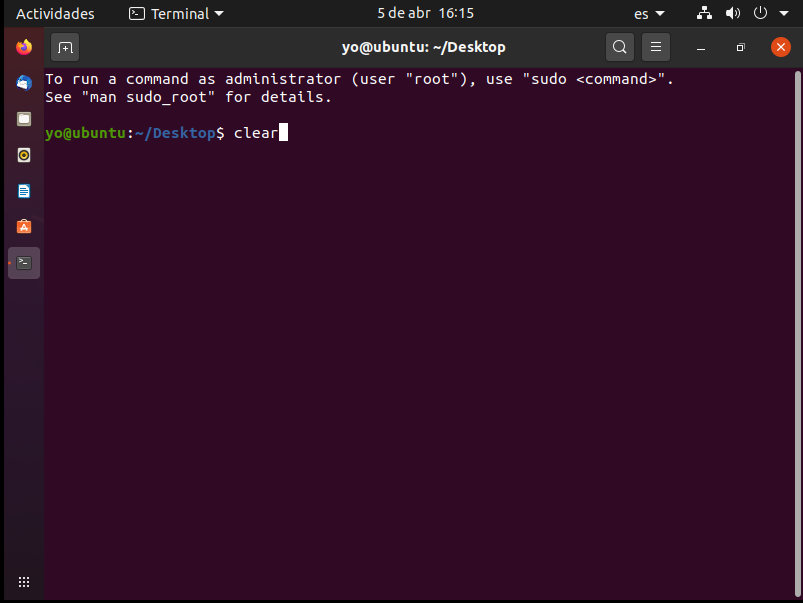 Actividades Terminal 5 de abr 16:15 es
yo@ubuntu: ~/Desktop
To run a command as administrator (user "root"), use "sudo <command>".
See "man sudo_root" for details.
yo@ubuntu:~/Desktop$ clear